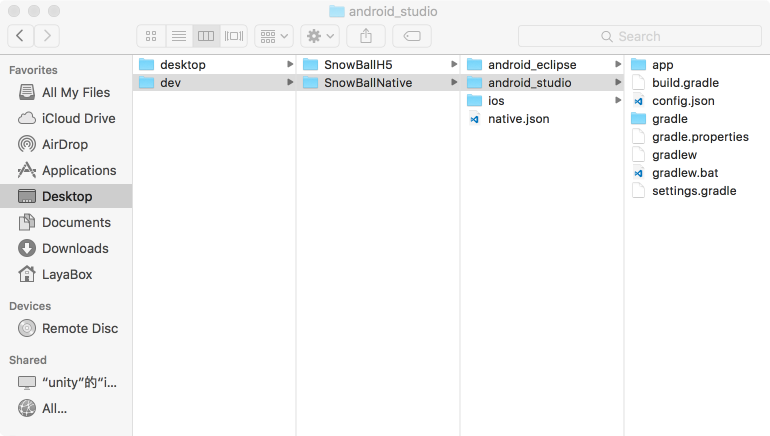 android_studio
Search
Favorites
All My Files
iCloud Drive
AirDrop
Applications
Desktop
Documents
Downloads
LayaBox
Devices
Remote Disc
Shared
“unity”的“i...
All...
desktop
dev
SnowBallH5
SnowBallNative
android_eclipse
android_studio
ios
native.json
app
build.gradle
config.json
gradle
gradle.properties
gradlew
gradlew.bat
settings.gradle